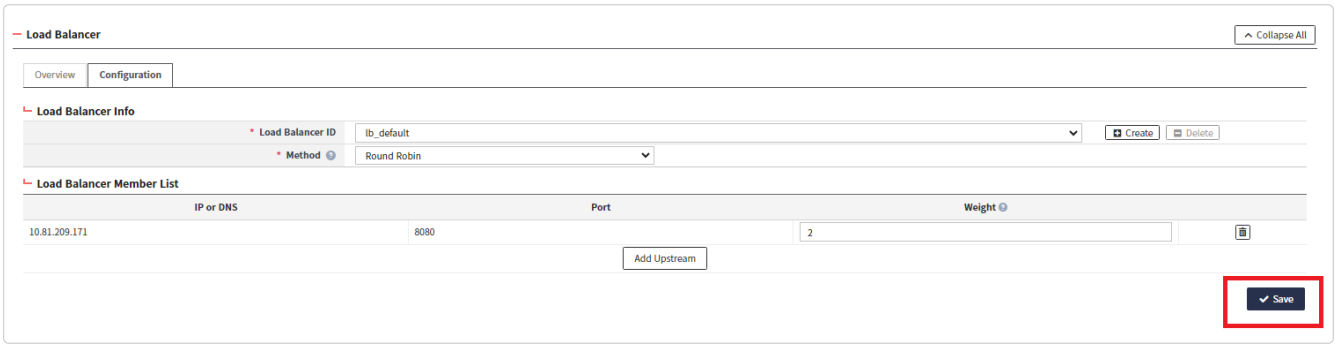 Load Balancer
Collapse All
Overview Configuration
Load Balancer Info
* Load Balancer ID lb_default Create Delete
* Method Round Robin
Load Balancer Member List
IP or DNS Port Weight
10.81.209.171 8080 2
Add Upstream
Save